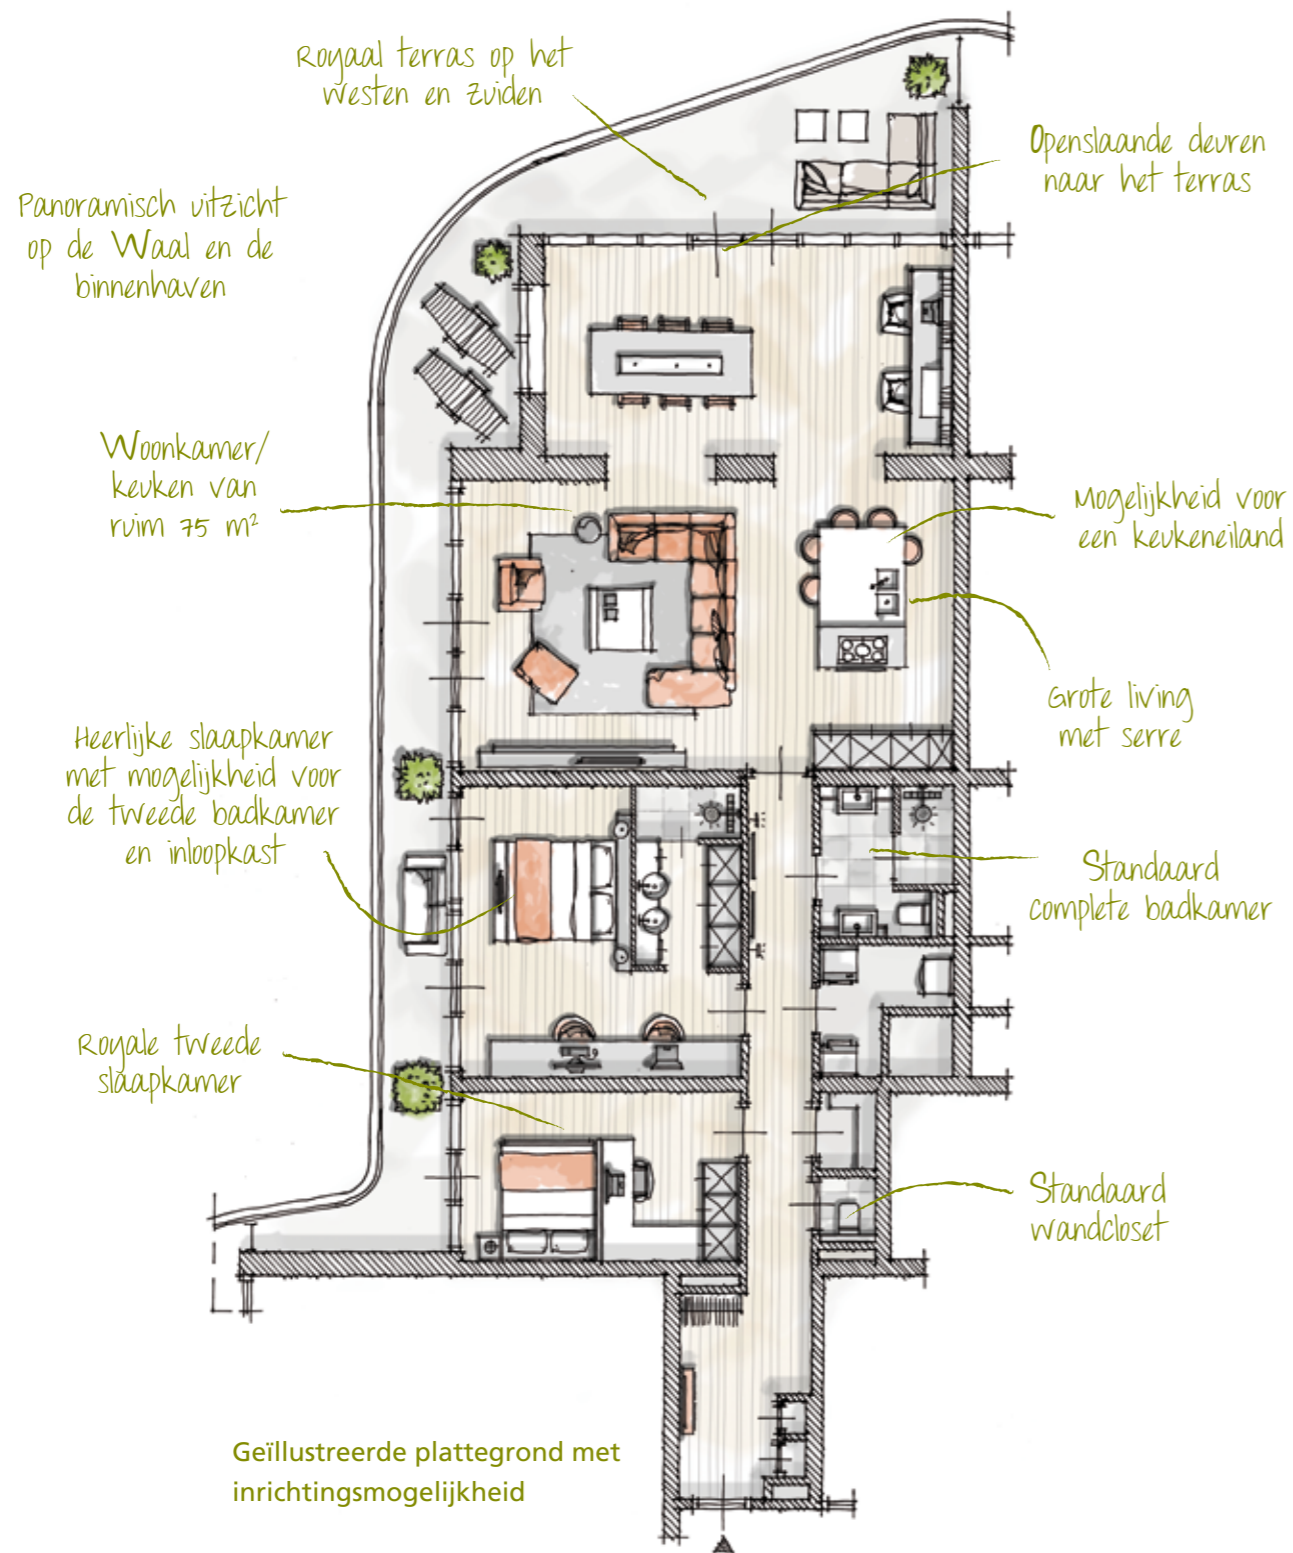 Royaal terras op het
westen en zuiden
Openslaande deuren
naar het terras
Panoramisch uitzicht
op de Waal en de
binnenhaven
Woonkamer/
keuken van
ruim 75 m²
Mogelijkheid voor
een keukeneiland
Grote living
met serre
Heerlijke slaapkamer
met mogelijkheid voor
de tweede badkamer
en inloopkast
Standaard
complete badkamer
Royale tweede
slaapkamer
Standaard
wandcloset
Geïllustreerde plattegrond met
inrichtingsmogelijkheid